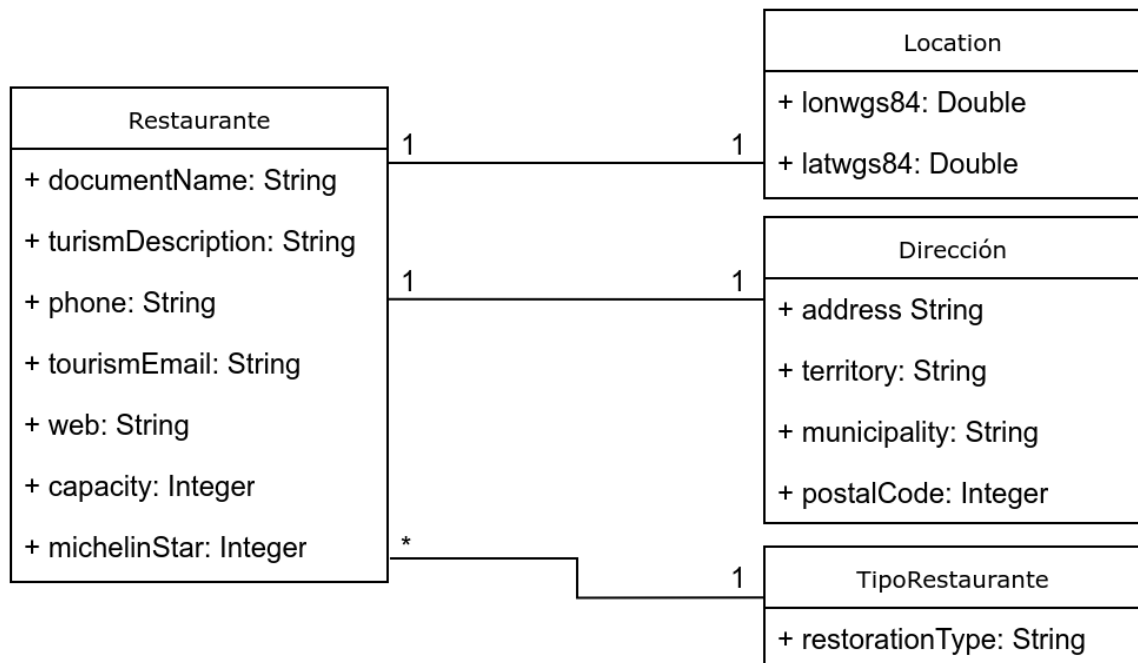 Restaurante
+ documentName: String
+ turismDescription: String
+ phone: String
+ tourismEmail: String
+ web: String
+ capacity: Integer
+ michelinStar: Integer
1
1
Location
+ lonwgs84: Double
+ latwgs84: Double
1
1
Dirección
+ address String
+ territory: String
+ municipality: String
+ postalCode: Integer
*
1
TipoRestaurante
+ restorationType: String